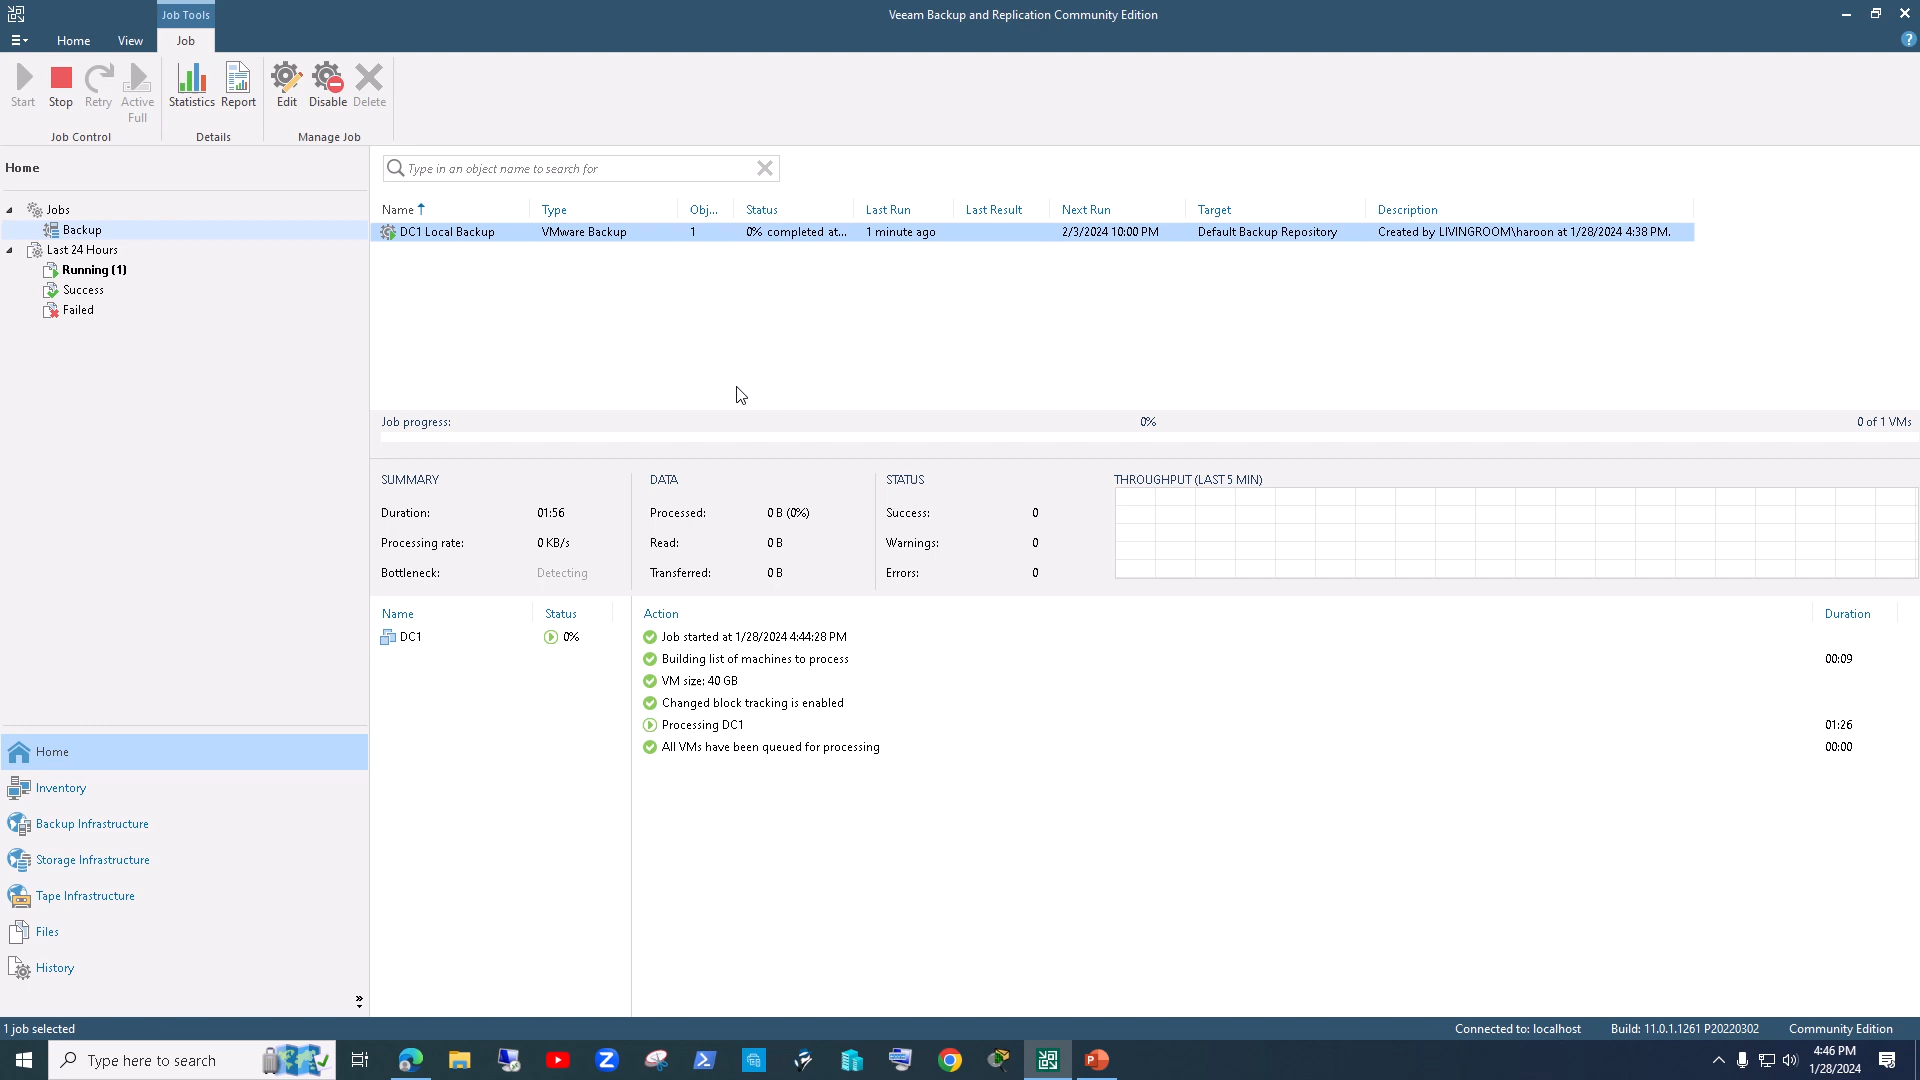 Job Tools
Veeam Backup and Replication Community Edition
Home
View
Job
Start
Stop
Retry
Active
Full
Statistics
Report
Edit
Disable
Delete
Job Control
Details
Manage Job
Home
Type in an object name to search for
Jobs
Backup
Last 24 Hours
Running (1)
Success
Failed
Name Type Obj... Status Last Run Last Result Next Run Target Description
DC1 Local Backup VMware Backup 1 0% completed at... 1 minute ago 2/3/2024 10:00 PM Default Backup Repository Created by LIVINGROOM\haroon at 1/28/2024 4:38 PM.
Job progress: 0% 0 of 1 VMs
SUMMARY
Duration: 01:56
Processing rate: 0 KB/s
Bottleneck: Detecting
DATA
Processed: 0 B (0%)
Read: 0 B
Transferred: 0 B
STATUS
Success: 0
Warnings: 0
Errors: 0
THROUGHPUT (LAST 5 MIN)
Name Status
DC1 0%
Action Duration
Job started at 1/28/2024 4:44:28 PM
Building list of machines to process 00:09
VM size: 40 GB
Changed block tracking is enabled
Processing DC1 01:26
All VMs have been queued for processing 00:00
Home
Inventory
Backup Infrastructure
Storage Infrastructure
Tape Infrastructure
Files
History
1 job selected
Connected to: localhost
Build: 11.0.1.1261 P20220302
Community Edition
Type here to search
4:46 PM
1/28/2024